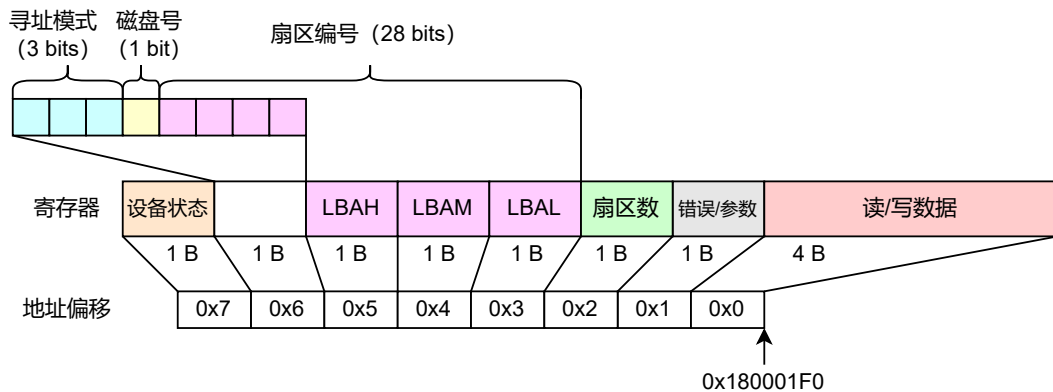 寻址模式
(3 bits)
磁盘号
(1 bit)
扇区编号 (28 bits)
寄存器
设备状态
LBAH
LBAM
LBAL
扇区数
错误/参数
读/写数据
1 B
1 B
1 B
1 B
1 B
1 B
1 B
4 B
地址偏移
0x7
0x6
0x5
0x4
0x3
0x2
0x1
0x0
0x180001F0